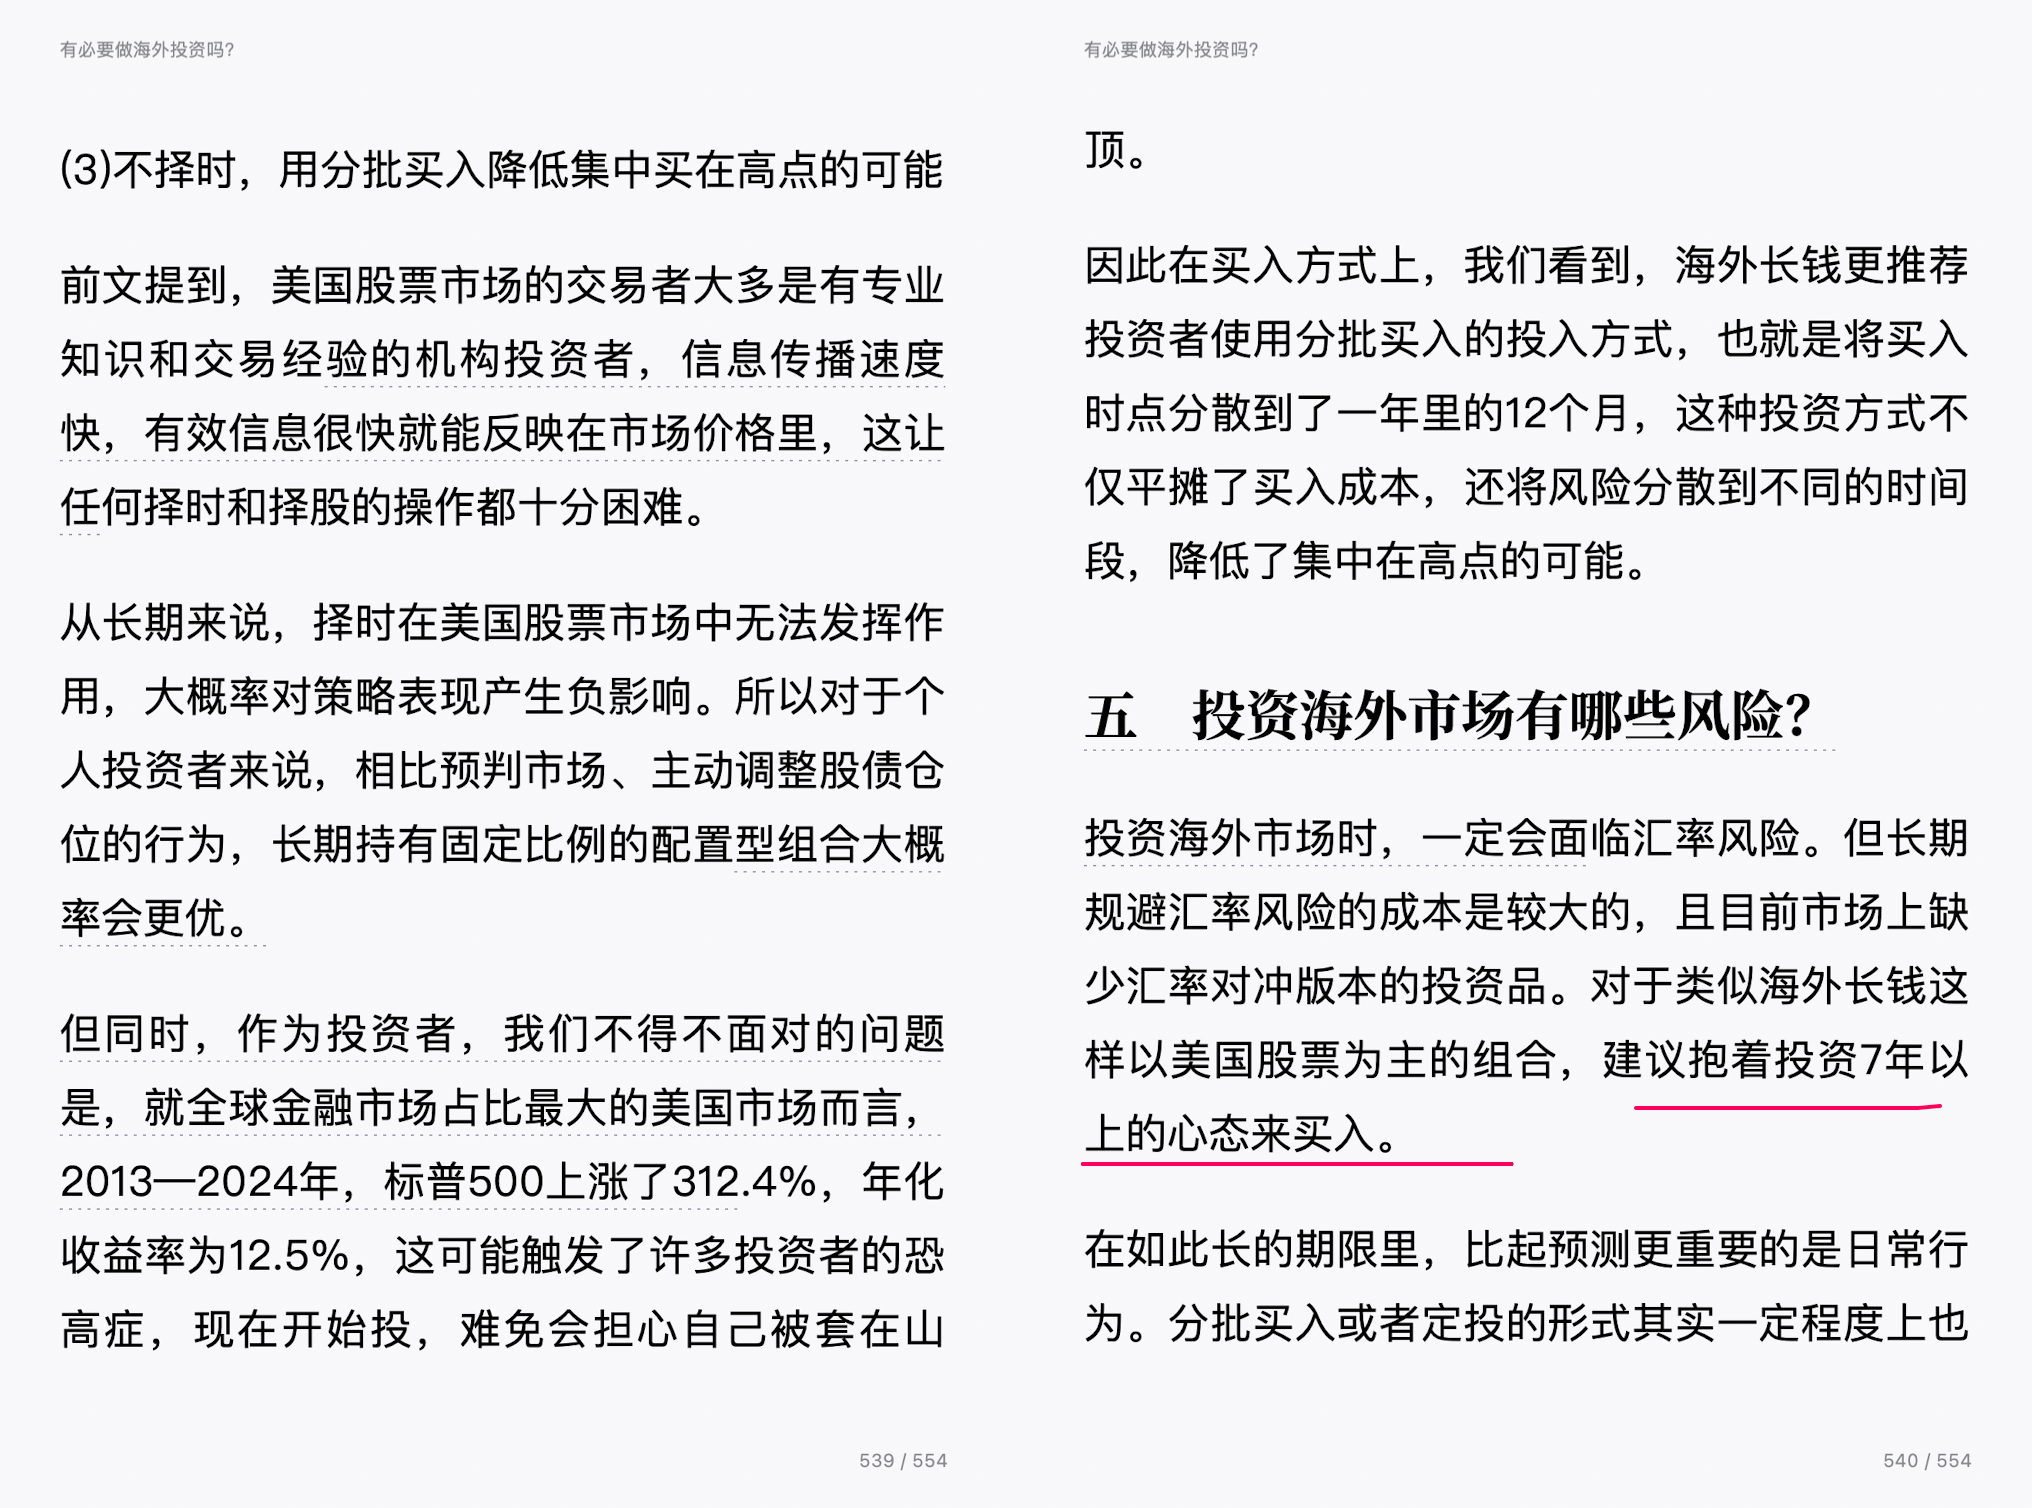 有必要做海外投资吗?
(3)不择时，用分批买入降低集中买在高点的可能
前文提到，美国股票市场的交易者大多是有专业
知识和交易经验的机构投资者，信息传播速度
快，有效信息很快就能反映在市场价格里，这让
任何择时和择股的操作都十分困难。
从长期来说，择时在美国股票市场中无法发挥作
用，大概率对策略表现产生负影响。所以对于个
人投资者来说，相比预判市场、主动调整股债仓
位的行为，长期持有固定比例的配置型组合大概
率会更优。
但同时，作为投资者，我们不得不面对的问题
是，就全球金融市场占比最大的美国市场而言，
2013—2024年，标普500上涨了312.4%，年化
收益率为12.5%，这可能触发了许多投资者的恐
高症，现在开始投，难免会担心自己被套在山
539 / 554
有必要做海外投资吗?
顶。
因此在买入方式上，我们看到，海外长钱更推荐
投资者使用分批买入的投入方式，也就是将买入
时点分散到了一年里的12个月，这种投资方式不
仅平摊了买入成本，还将风险分散到不同的时间
段，降低了集中在高点的可能。
五　投资海外市场有哪些风险?
投资海外市场时，一定会面临汇率风险。但长期
规避汇率风险的成本是较大的，且目前市场上缺
少汇率对冲版本的投资品。对于类似海外长钱这
样以美国股票为主的组合，建议抱着投资7年以
上的心态来买入。
在如此长的期限里，比起预测更重要的是日常行
为。分批买入或者定投的形式其实一定程度上也
540 / 554